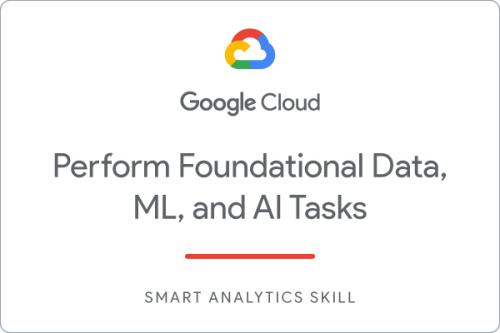 Google Cloud
Perform Foundational Data,
ML, and AI Tasks
SMART ANALYTICS SKILL